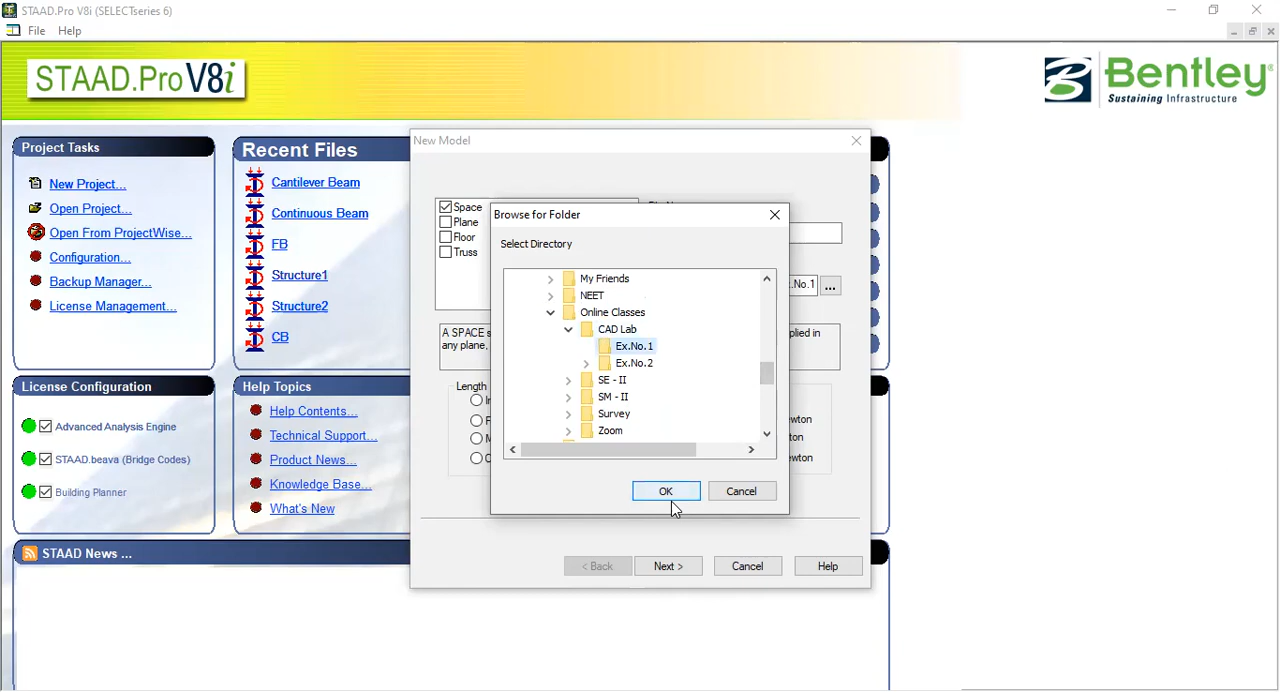 STAAD.Pro V8i (SELECTseries 6)
File Help
STAAD.Pro V8i
Bentley
Sustaining Infrastructure
Project Tasks
New Project...
Open Project...
Open From ProjectWise...
Configuration...
Backup Manager...
License Management...
Recent Files
Cantilever Beam
Continuous Beam
FB
Structure1
Structure2
CB
License Configuration
Advanced Analysis Engine
STAAD.beava (Bridge Codes)
Building Planner
Help Topics
Help Contents...
Technical Support...
Product News...
Knowledge Base...
What's New
STAAD News ...
New Model
Space
Plane
Floor
Truss
.No.1
...
A SPACE s
any plane,
plied in
Length
wton
ton
wton
Browse for Folder
Select Directory
My Friends
NEET
Online Classes
CAD Lab
Ex.No.1
Ex.No.2
SE - II
SM - II
Survey
Zoom
OK Cancel
< Back Next > Cancel Help